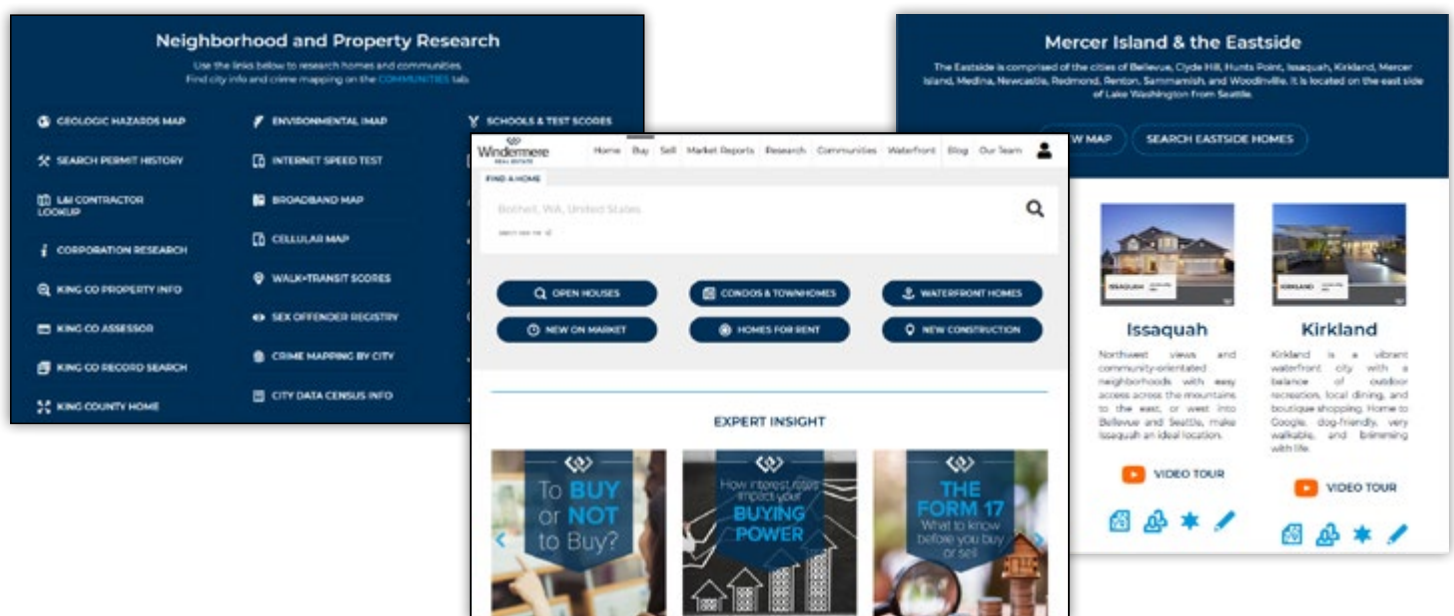 Neighborhood and Property Research
Use the links below to research homes and communities.
Find city info and crime mapping on the COMMUNITIES tab.
GEOLOGIC HAZARDS MAP
SEARCH PERMIT HISTORY
L&I CONTRACTOR
LOOKUP
CORPORATION RESEARCH
KING CO PROPERTY INFO
KING CO ASSESSOR
KING CO RECORD SEARCH
KING COUNTY HOME
ENVIRONMENTAL IMAP
INTERNET SPEED TEST
BROADBAND MAP
CELLULAR MAP
WALK+TRANSIT SCORES
SEX OFFENDER REGISTRY
CRIME MAPPING BY CITY
CITY DATA CENSUS INFO
SCHOOLS & TEST SCORES
Windermere
REAL ESTATE
Home Buy Sell Market Reports Research Communities Waterfront Blog Our Team
FIND A HOME
Bothell, WA, United States
OPEN HOUSES
CONDOS & TOWNHOMES
WATERFRONT HOMES
NEW ON MARKET
HOMES FOR RENT
NEW CONSTRUCTION
EXPERT INSIGHT
To BUY
or NOT
to Buy?
How interest rates
impact your
BUYING
POWER
THE
FORM 17
What to know
before you buy
or sell
Mercer Island & the Eastside
The Eastside is comprised of the cities of Bellevue, Clyde Hill, Hunts Point, Issaquah, Kirkland, Mercer
Island, Medina, Newcastle, Redmond, Renton, Sammamish, and Woodinville. It is located on the east side
of Lake Washington from Seattle.
W MAP
SEARCH EASTSIDE HOMES
ISSAQUAH
KIRKLAND
Issaquah
Northwest views and
community-orientated
neighborhoods with easy
access across the mountains
to the east, or west into
Bellevue and Seattle, make
Issaquah an ideal location.
VIDEO TOUR
Kirkland
Kirkland is a vibrant
waterfront city with a
balance of outdoor
recreation, local dining, and
boutique shopping. Home to
Google, dog-friendly, very
walkable, and brimming
with life.
VIDEO TOUR